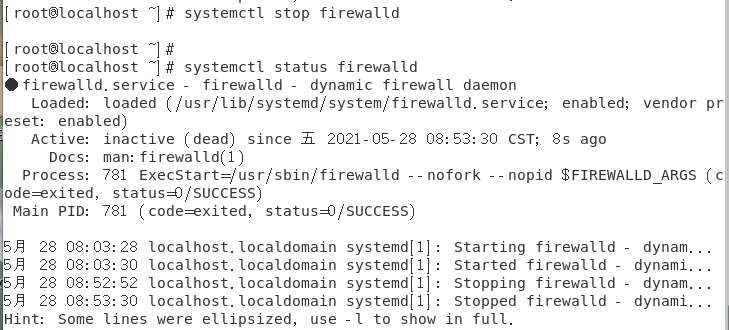 [root@localhost ~]# systemctl stop firewalld
[root@localhost ~]#
[root@localhost ~]# systemctl status firewalld
● firewalld.service - firewalld - dynamic firewall daemon
   Loaded: loaded (/usr/lib/systemd/system/firewalld.service; enabled; vendor pr
eset: enabled)
   Active: inactive (dead) since 五 2021-05-28 08:53:30 CST; 8s ago
     Docs: man:firewalld(1)
  Process: 781 ExecStart=/usr/sbin/firewalld --nofork --nopid $FIREWALLD_ARGS (c
ode=exited, status=0/SUCCESS)
 Main PID: 781 (code=exited, status=0/SUCCESS)
5月 28 08:03:28 localhost.localdomain systemd[1]: Starting firewalld - dynam...
5月 28 08:03:30 localhost.localdomain systemd[1]: Started firewalld - dynami...
5月 28 08:52:52 localhost.localdomain systemd[1]: Stopping firewalld - dynam...
5月 28 08:53:30 localhost.localdomain systemd[1]: Stopped firewalld - dynami...
Hint: Some lines were ellipsized, use -l to show in full.